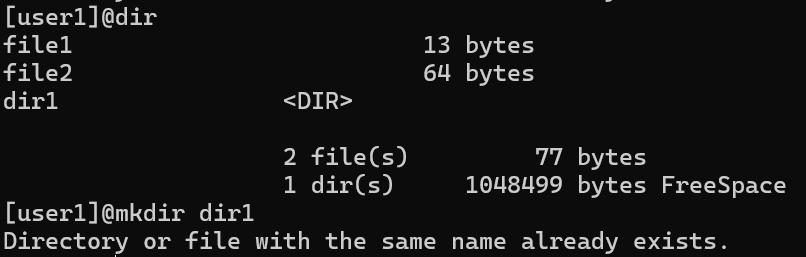 [user1]@dir
file1                         13 bytes
file2                         64 bytes
dir1                <DIR>
                    2 file(s)         77 bytes
                    1 dir(s)     1048499 bytes FreeSpace
[user1]@mkdir dir1
Directory or file with the same name already exists.